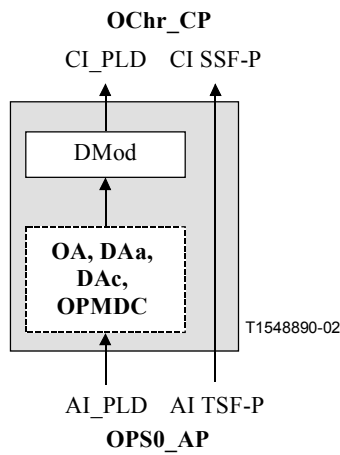 OChr_CP
CI_PLD CI SSF-P
DMod
OA, DAa,
DAc,
OPMDC
T1548890-02
AI_PLD AI TSF-P
OPS0_AP